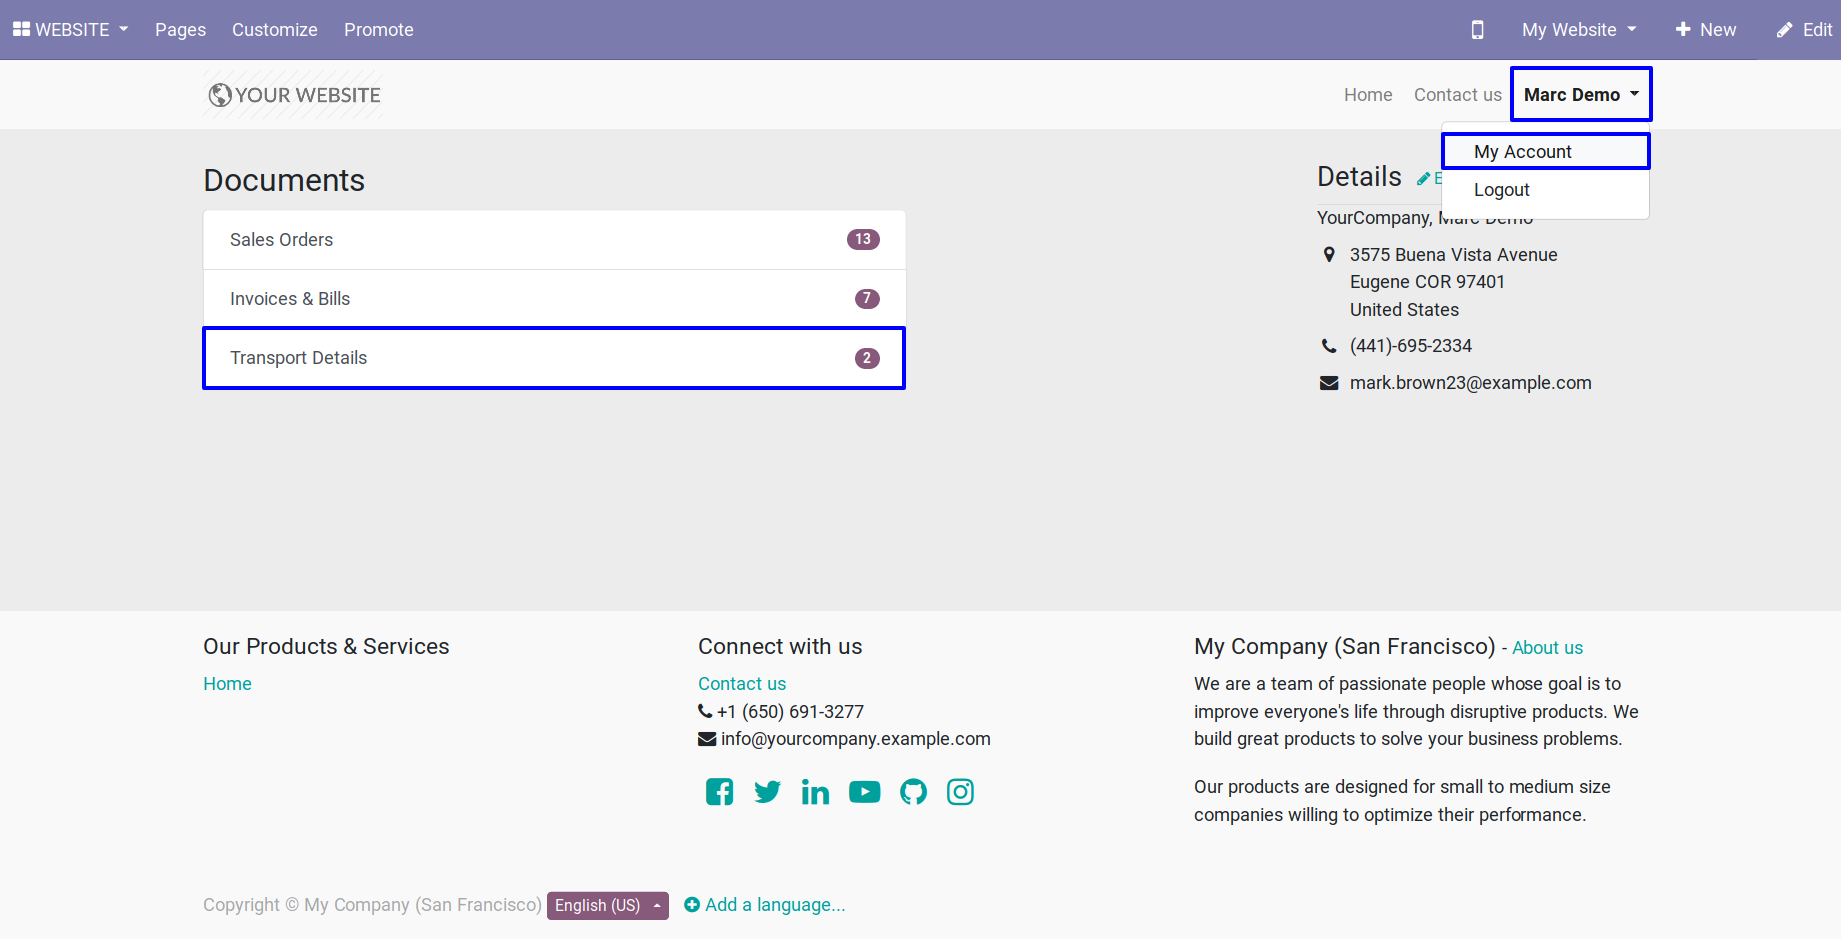 WEBSITE Pages Customize Promote My Website New Edit
YOUR WEBSITE Home Contact us Marc Demo
My Account
Logout
Documents
Sales Orders 13
Invoices & Bills 7
Transport Details 2
Details E
YourCompany, Marc Demo
3575 Buena Vista Avenue
Eugene COR 97401
United States
(441)-695-2334
mark.brown23@example.com
Our Products & Services
Home
Connect with us
Contact us
+1 (650) 691-3277
info@yourcompany.example.com
My Company (San Francisco) - About us
We are a team of passionate people whose goal is to
improve everyone's life through disruptive products. We
build great products to solve your business problems.
Our products are designed for small to medium size
companies willing to optimize their performance.
Copyright © My Company (San Francisco) English (US) Add a language...